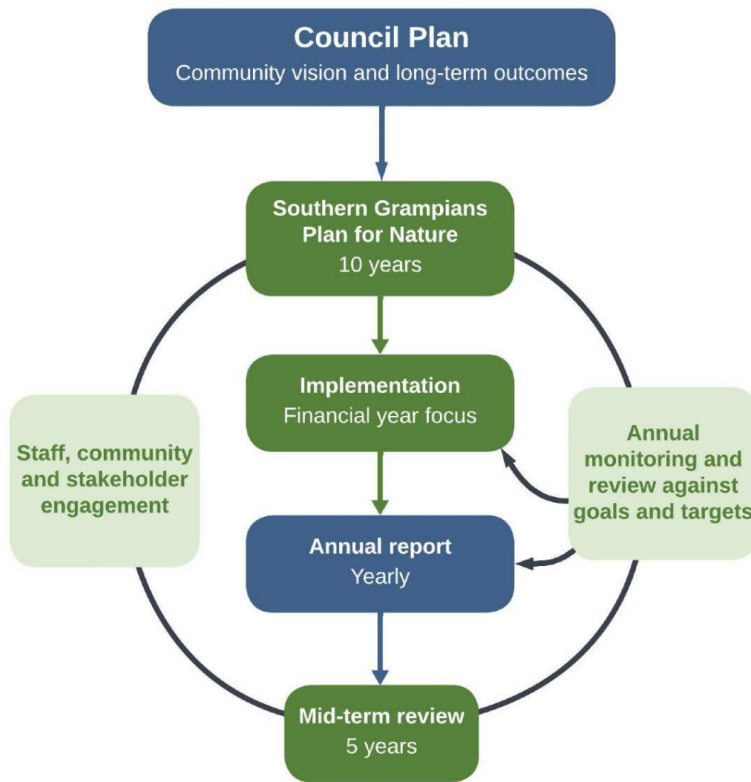 Council Plan
Community vision and long-term outcomes
Southern Grampians
Plan for Nature
10 years
Implementation
Financial year focus
Staff, community
and stakeholder
engagement
Annual
monitoring and
review against
goals and targets
Annual report
Yearly
Mid-term review
5 years